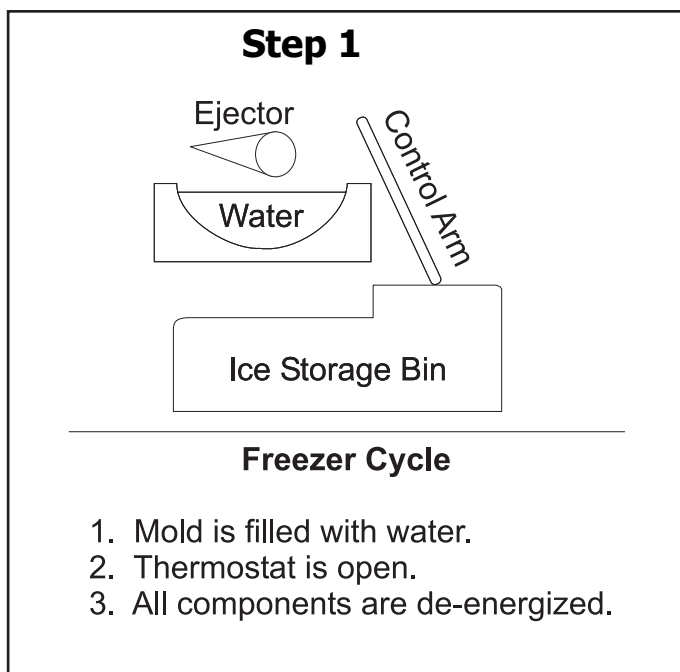 Step 1
Ejector
Control Arm
Water
Ice Storage Bin
Freezer Cycle
1. Mold is filled with water.
2. Thermostat is open.
3. All components are de-energized.